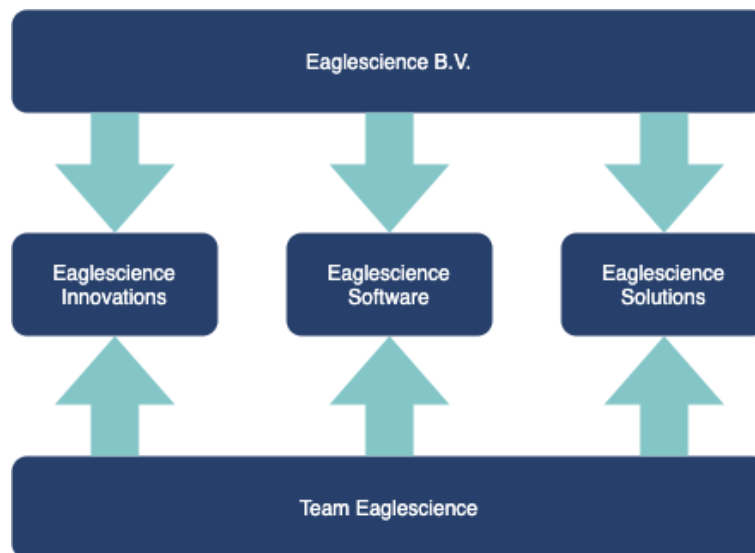 Eaglescience B.V.
Eaglescience
Innovations
Eaglescience
Software
Eaglescience
Solutions
Team Eaglescience